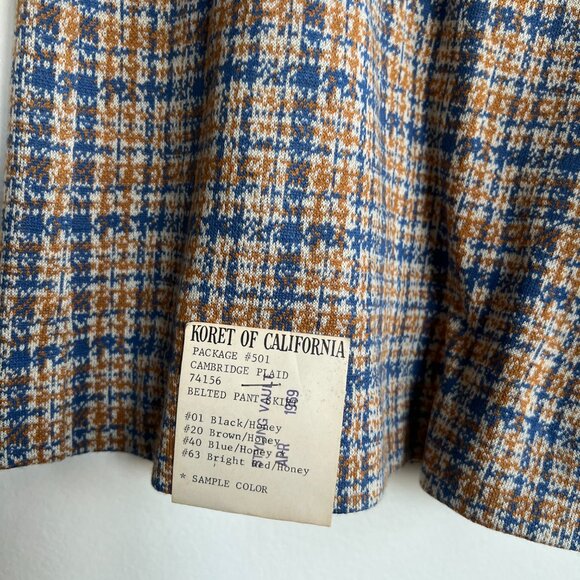 KORET OF CALIFORNIA
PACKAGE #501
CAMBRIDGE PLAID
74156
BELTED PANT SKIRT
#01 Black/Honey
#20 Brown/Honey
#40 Blue/Honey
#63 Bright Red/Honey
* SAMPLE COLOR
VAULT
APR 1969